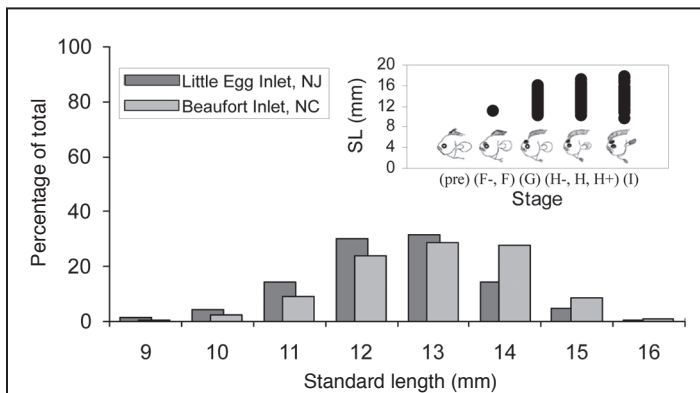 100
80
60
40
20
0
Percentage of total
Little Egg Inlet, NJ
Beaufort Inlet, NC
20
16
12
8
4
0
SL (mm)
(pre) (F-, F) (G) (H-, H, H+) (I)
Stage
9 10 11 12 13 14 15 16
Standard length (mm)